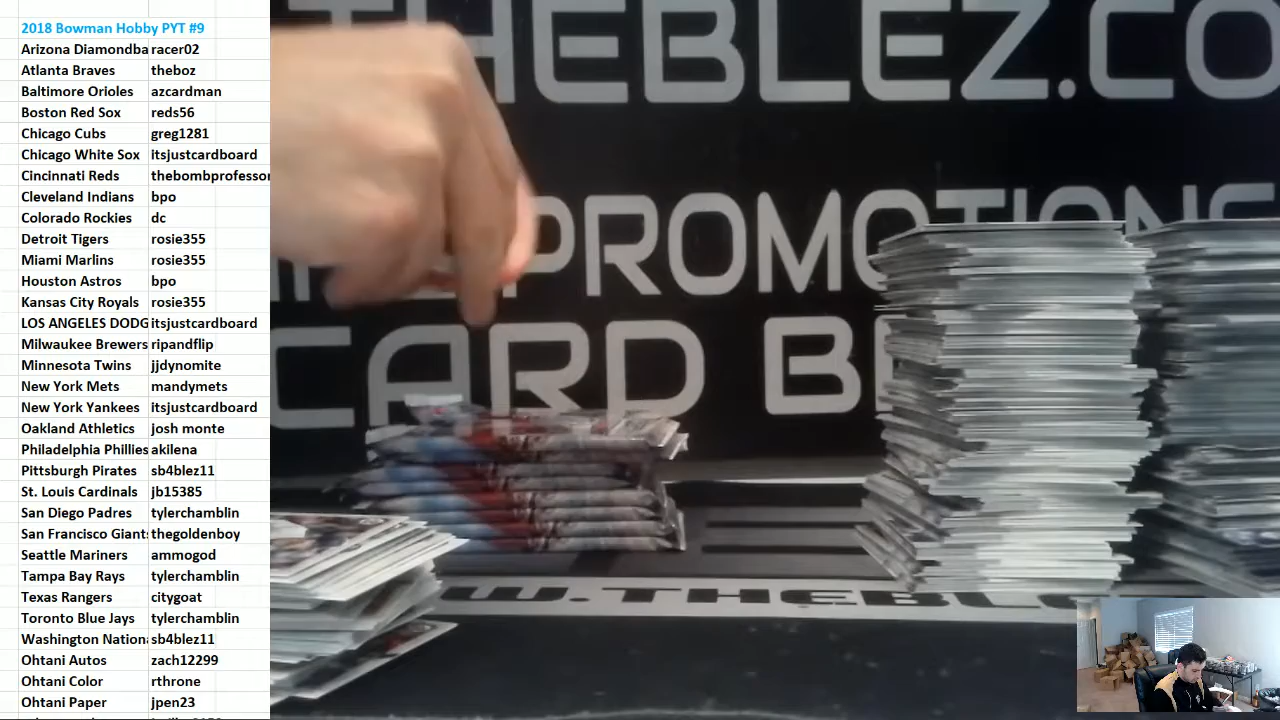 2018 Bowman Hobby PYT #9
Arizona Diamondba racer02
Atlanta Braves theboz
Baltimore Orioles azcardman
Boston Red Sox reds56
Chicago Cubs greg1281
Chicago White Sox itsjustcardboard
Cincinnati Reds thebombprofessor
Cleveland Indians bpo
Colorado Rockies dc
Detroit Tigers rosie355
Miami Marlins rosie355
Houston Astros bpo
Kansas City Royals rosie355
LOS ANGELES DODG itsjustcardboard
Milwaukee Brewers ripandflip
Minnesota Twins jjdynomite
New York Mets mandymets
New York Yankees itsjustcardboard
Oakland Athletics josh monte
Philadelphia Phillies akilena
Pittsburgh Pirates sb4blez11
St. Louis Cardinals jb15385
San Diego Padres tylerchamblin
San Francisco Giants thegoldenboy
Seattle Mariners ammogod
Tampa Bay Rays tylerchamblin
Texas Rangers citygoat
Toronto Blue Jays tylerchamblin
Washington Nationa sb4blez11
Ohtani Autos zach12299
Ohtani Color rthrone
Ohtani Paper jpen23
THEBLEZ.CO
PROMOTIONS
CARD B
W.THEBL